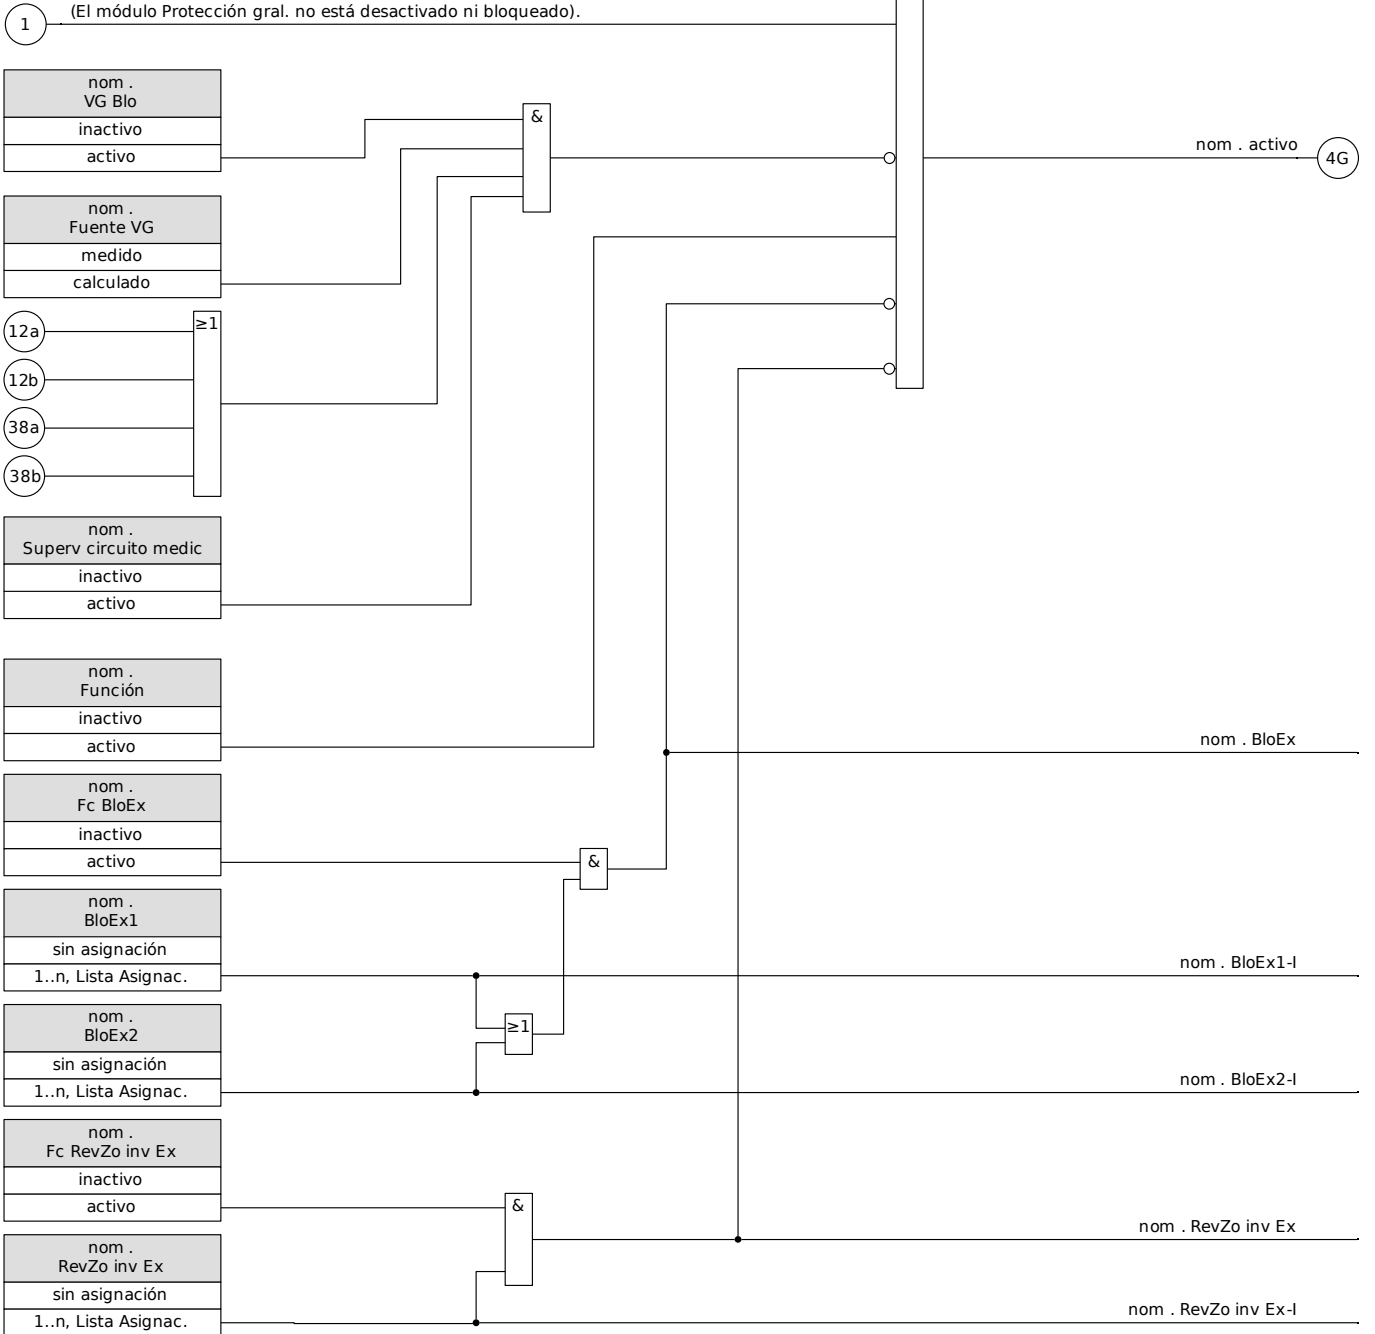 (El módulo Protección gral. no está desactivado ni bloqueado).
1
nom .
VG Blo
inactivo
activo
&
nom . activo
4G
nom .
Fuente VG
medido
calculado
12a
≥1
12b
38a
38b
nom .
Superv circuito medic
inactivo
activo
nom .
Función
inactivo
activo
nom . BloEx
nom .
Fc BloEx
inactivo
activo
&
nom .
BloEx1
sin asignación
1..n, Lista Asignac.
nom . BloEx1-I
nom .
BloEx2
≥1
sin asignación
1..n, Lista Asignac.
nom . BloEx2-I
nom .
Fc RevZo inv Ex
inactivo
activo
&
nom . RevZo inv Ex
nom .
RevZo inv Ex
sin asignación
1..n, Lista Asignac.
nom . RevZo inv Ex-I